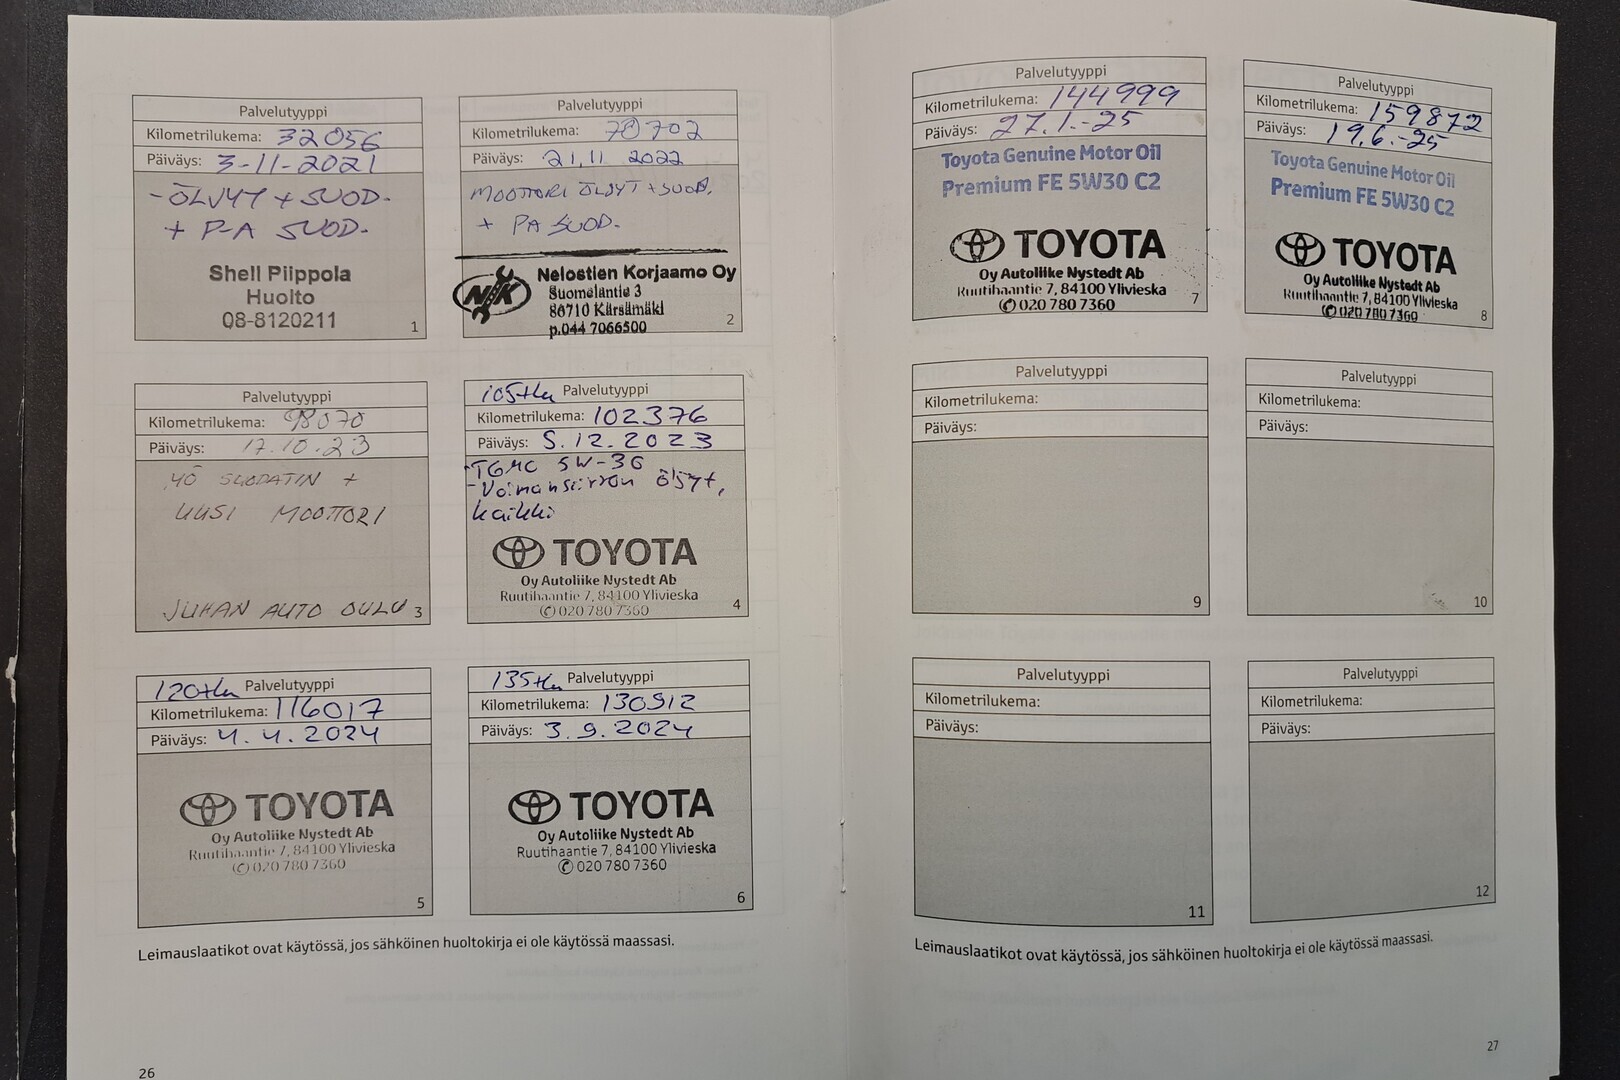 Palvelutyyppi
Kilometrilukema: 32056
Päiväys: 3-11-2021
- ÖLJYT + SUOD.
+ P-A SUOD.
Shell Piippola
Huolto
08-8120211
1
Palvelutyyppi
Kilometrilukema: 70702
Päiväys: 21.11 2022
MOOTTORI ÖLJYT + SUOD.
+ PA SUOD.
NK
Nelostien Korjaamo Oy
Suomelantie 3
86710 Kärsämäki
p.044 7066500
2
Palvelutyyppi
Kilometrilukema: 98070
Päiväys: 17.10.23
SUODATIN +
UUSI MOOTTORI
JUHAN AUTO OULU
3
105tkm Palvelutyyppi
Kilometrilukema: 102376
Päiväys: 5.12.2023
TGMO 5W-30
- Voimansiirron öljyt,
kaikki
TOYOTA
Oy Autoliike Nystedt Ab
Ruutihaantie 7, 84100 Ylivieska
020 780 7360
4
120tkm Palvelutyyppi
Kilometrilukema: 116017
Päiväys: 4.4.2024
TOYOTA
Oy Autoliike Nystedt Ab
Ruutihaantie 7, 84100 Ylivieska
020 780 7360
5
135tkm Palvelutyyppi
Kilometrilukema: 130912
Päiväys: 3.9.2024
TOYOTA
Oy Autoliike Nystedt Ab
Ruutihaantie 7, 84100 Ylivieska
020 780 7360
6
Leimauslaatikot ovat käytössä, jos sähköinen huoltokirja ei ole käytössä maassasi.
26
Palvelutyyppi
Kilometrilukema: 144999
Päiväys: 27.1.-25
Toyota Genuine Motor Oil
Premium FE 5W30 C2
TOYOTA
Oy Autoliike Nystedt Ab
Ruutihaantie 7, 84100 Ylivieska
020 780 7360
7
Palvelutyyppi
Kilometrilukema: 159872
Päiväys: 19.6.-25
Toyota Genuine Motor Oil
Premium FE 5W30 C2
TOYOTA
Oy Autoliike Nystedt Ab
Ruutihaantie 7, 84100 Ylivieska
020 780 7360
8
Palvelutyyppi
Kilometrilukema:
Päiväys:
9
Palvelutyyppi
Kilometrilukema:
Päiväys:
10
Palvelutyyppi
Kilometrilukema:
Päiväys:
11
Palvelutyyppi
Kilometrilukema:
Päiväys:
12
Leimauslaatikot ovat käytössä, jos sähköinen huoltokirja ei ole käytössä maassasi.
27